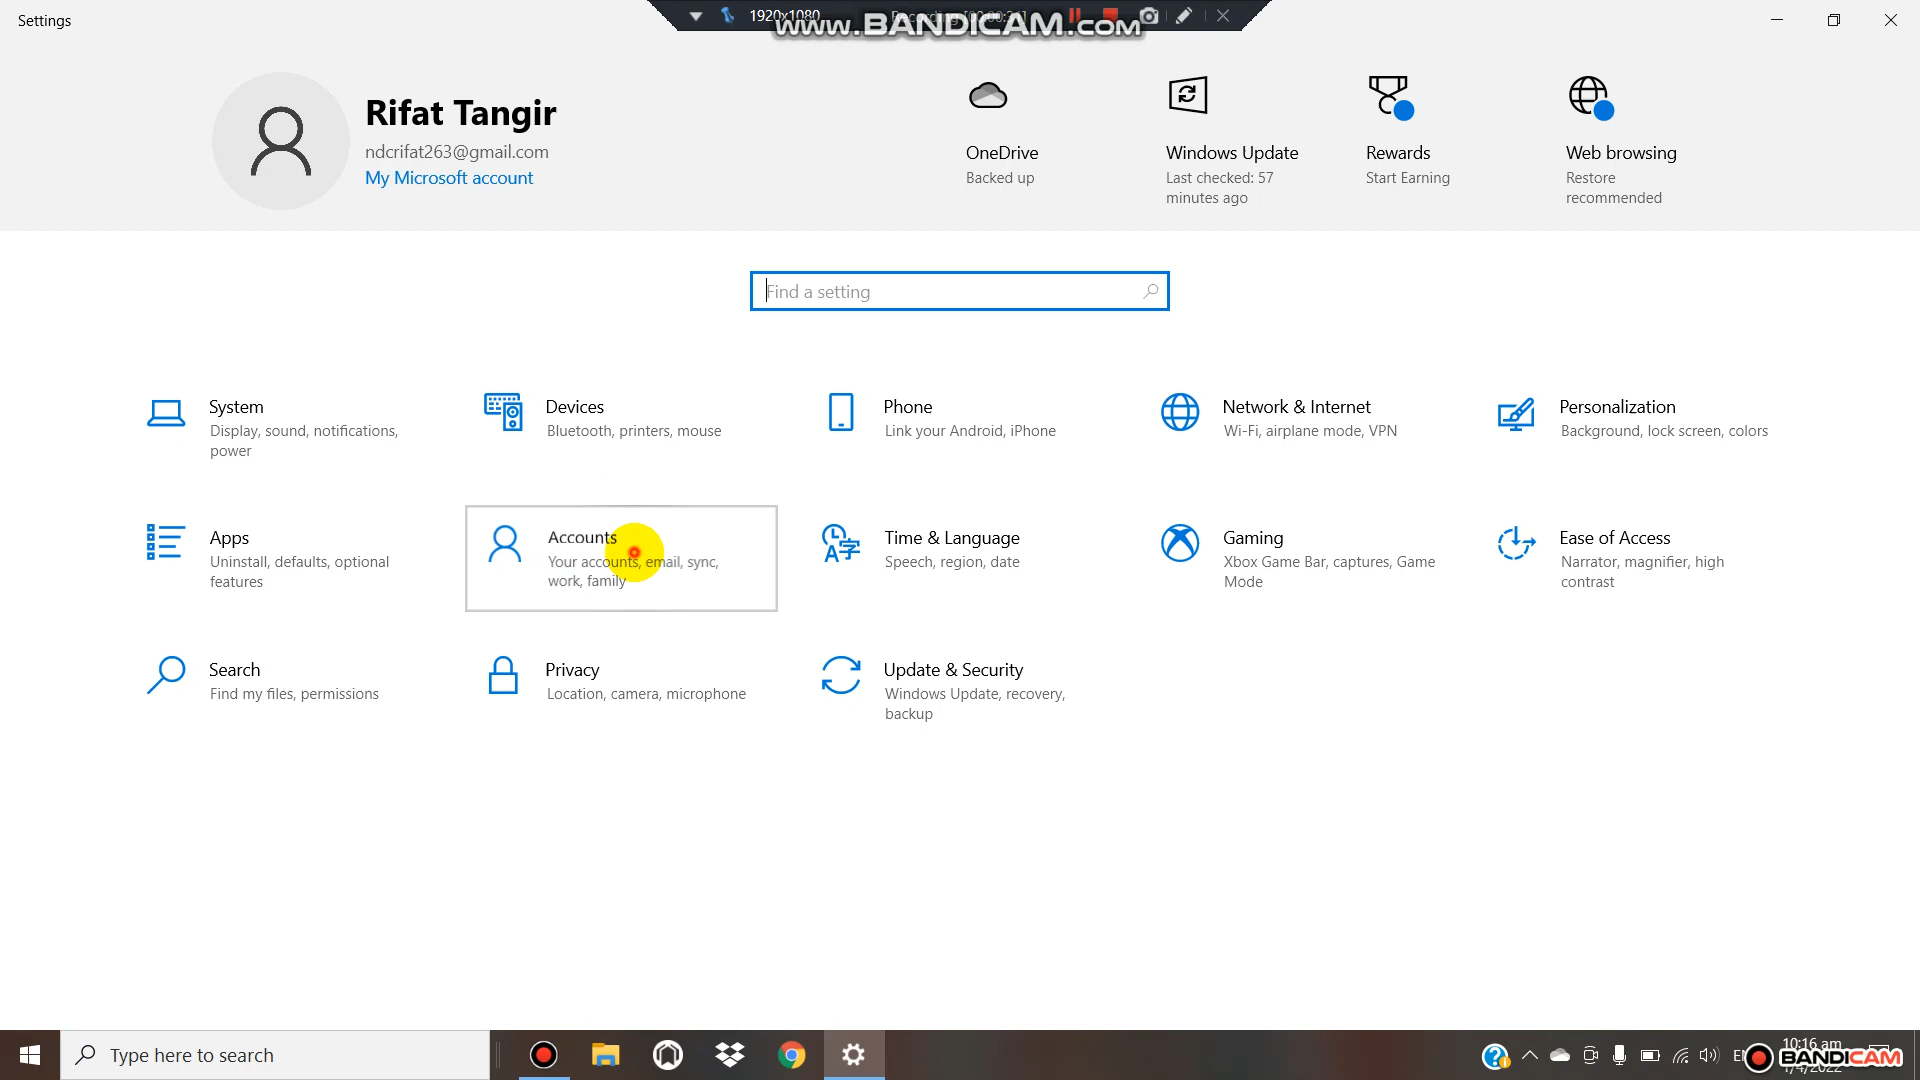 Settings
1920x1080
Recording [00:00:31]
www.BANDICAM.com
Rifat Tangir
ndcrifat263@gmail.com
My Microsoft account
OneDrive
Backed up
Windows Update
Last checked: 57
minutes ago
Rewards
Start Earning
Web browsing
Restore
recommended
Find a setting
System
Display, sound, notifications,
power
Devices
Bluetooth, printers, mouse
Phone
Link your Android, iPhone
Network & Internet
Wi-Fi, airplane mode, VPN
Personalization
Background, lock screen, colors
Apps
Uninstall, defaults, optional
features
Accounts
Your accounts, email, sync,
work, family
Time & Language
Speech, region, date
Gaming
Xbox Game Bar, captures, Game
Mode
Ease of Access
Narrator, magnifier, high
contrast
Search
Find my files, permissions
Privacy
Location, camera, microphone
Update & Security
Windows Update, recovery,
backup
Type here to search
10:16 am
BANDICAM